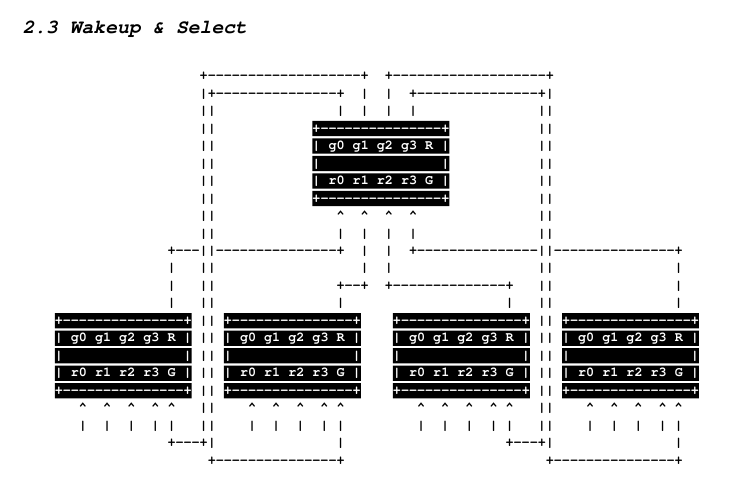 2.3 Wakeup & Select
g0 g1 g2 g3 R
r0 r1 r2 r3 G
g0 g1 g2 g3 R g0 g1 g2 g3 R g0 g1 g2 g3 R g0 g1 g2 g3 R
r0 r1 r2 r3 G r0 r1 r2 r3 G r0 r1 r2 r3 G r0 r1 r2 r3 G